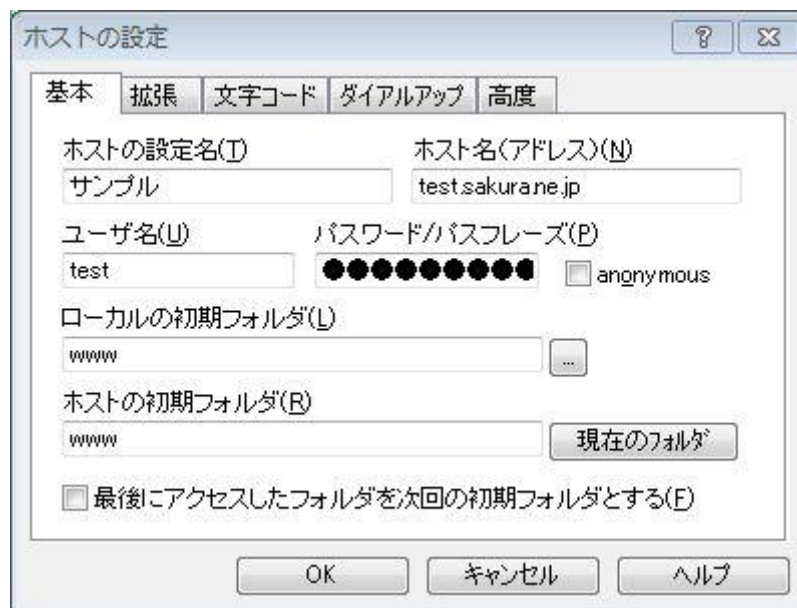 ホストの設定
基本 拡張 文字コード ダイアルアップ 高度
ホストの設定名(T) ホスト名(アドレス)(N)
サンプル test.sakura.ne.jp
ユーザ名(U) パスワード/パスフレーズ(P)
test ●●●●●●●●● anonymous
ローカルの初期フォルダ(L)
www ...
ホストの初期フォルダ(R)
www 現在のフォルダ
最後にアクセスしたフォルダを次回の初期フォルダとする(F)
OK キャンセル ヘルプ